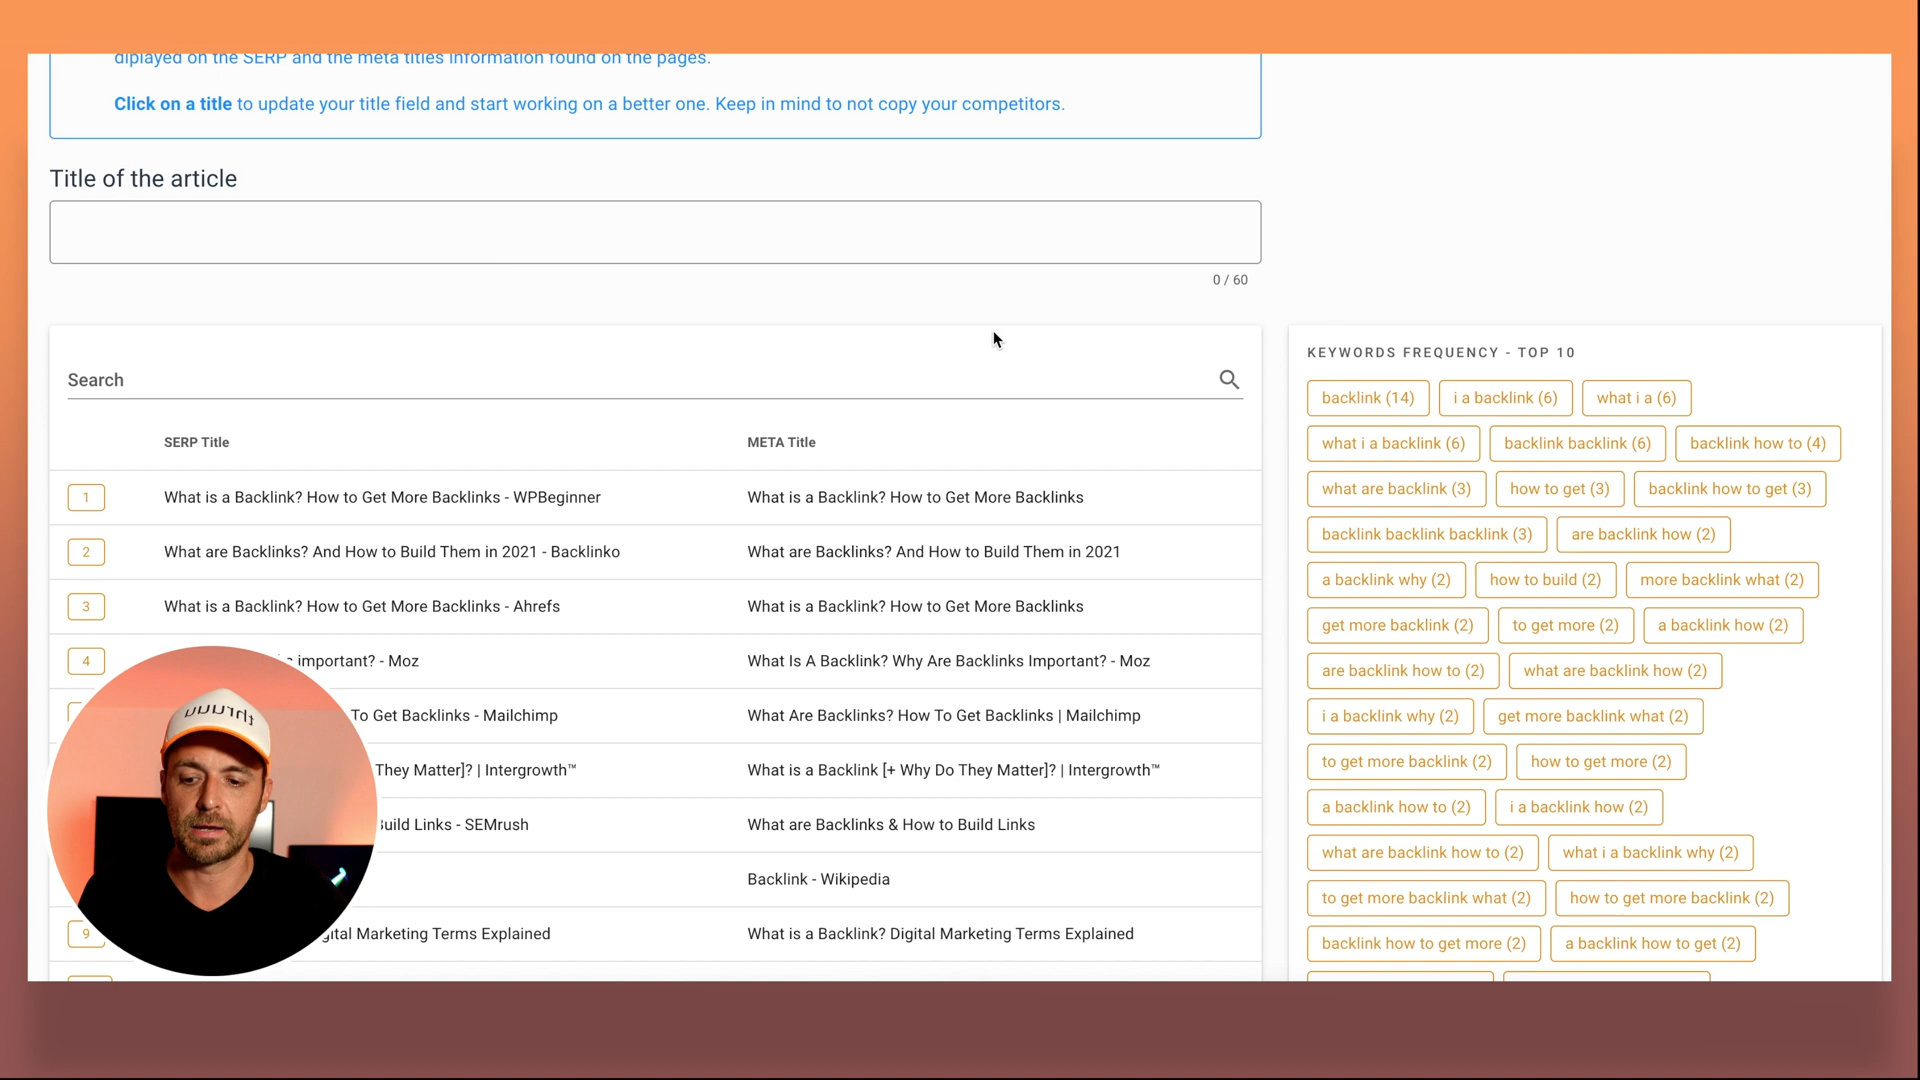 diplayed on the SERP and the meta titles information found on the pages.
Click on a title to update your title field and start working on a better one. Keep in mind to not copy your competitors.
Title of the article
0 / 60
Search
SERP Title META Title
1 What is a Backlink? How to Get More Backlinks - WPBeginner What is a Backlink? How to Get More Backlinks
2 What are Backlinks? And How to Build Them in 2021 - Backlinko What are Backlinks? And How to Build Them in 2021
3 What is a Backlink? How to Get More Backlinks - Ahrefs What is a Backlink? How to Get More Backlinks
4 important? - Moz What Is A Backlink? Why Are Backlinks Important? - Moz
To Get Backlinks - Mailchimp What Are Backlinks? How To Get Backlinks | Mailchimp
They Matter]? | Intergrowth™ What is a Backlink [+ Why Do They Matter]? | Intergrowth™
Build Links - SEMrush What are Backlinks & How to Build Links
Backlink - Wikipedia
9 Digital Marketing Terms Explained What is a Backlink? Digital Marketing Terms Explained
thruuu
KEYWORDS FREQUENCY - TOP 10
backlink (14) i a backlink (6) what i a (6)
what i a backlink (6) backlink backlink (6) backlink how to (4)
what are backlink (3) how to get (3) backlink how to get (3)
backlink backlink backlink (3) are backlink how (2)
a backlink why (2) how to build (2) more backlink what (2)
get more backlink (2) to get more (2) a backlink how (2)
are backlink how to (2) what are backlink how (2)
i a backlink why (2) get more backlink what (2)
to get more backlink (2) how to get more (2)
a backlink how to (2) i a backlink how (2)
what are backlink how to (2) what i a backlink why (2)
to get more backlink what (2) how to get more backlink (2)
backlink how to get more (2) a backlink how to get (2)